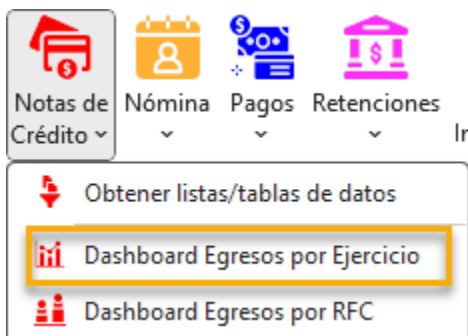 Notas de Crédito
Nómina
Pagos
Retenciones
Obtener listas/tablas de datos
Dashboard Egresos por Ejercicio
Dashboard Egresos por RFC